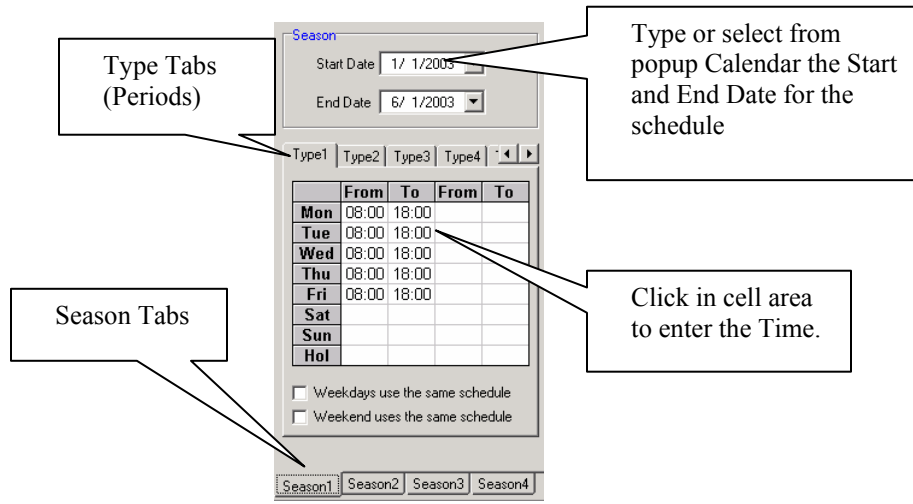 Type Tabs
(Periods)
Season
Start Date 1/ 1/2003
End Date 6/ 1/2003
Type or select from
popup Calendar the Start
and End Date for the
schedule
Type1 Type2 Type3 Type4
From To From To
Mon 08:00 18:00
Tue 08:00 18:00
Wed 08:00 18:00
Thu 08:00 18:00
Fri 08:00 18:00
Sat
Sun
Hol
Click in cell area
to enter the Time.
Season Tabs
Weekdays use the same schedule
Weekend uses the same schedule
Season1 Season2 Season3 Season4